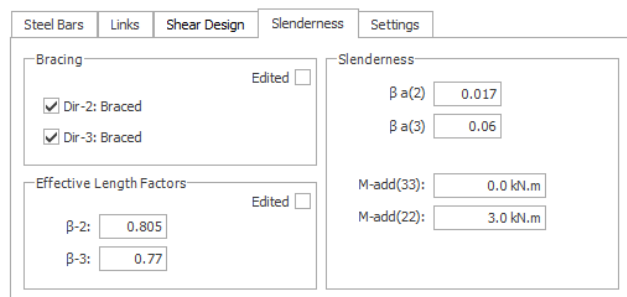 Steel Bars Links Shear Design Slenderness Settings
Bracing
Edited
Dir-2: Braced
Dir-3: Braced
Effective Length Factors
Edited
β-2: 0.805
β-3: 0.77
Slenderness
β a(2) 0.017
β a(3) 0.06
M-add(33): 0.0 kN.m
M-add(22): 3.0 kN.m